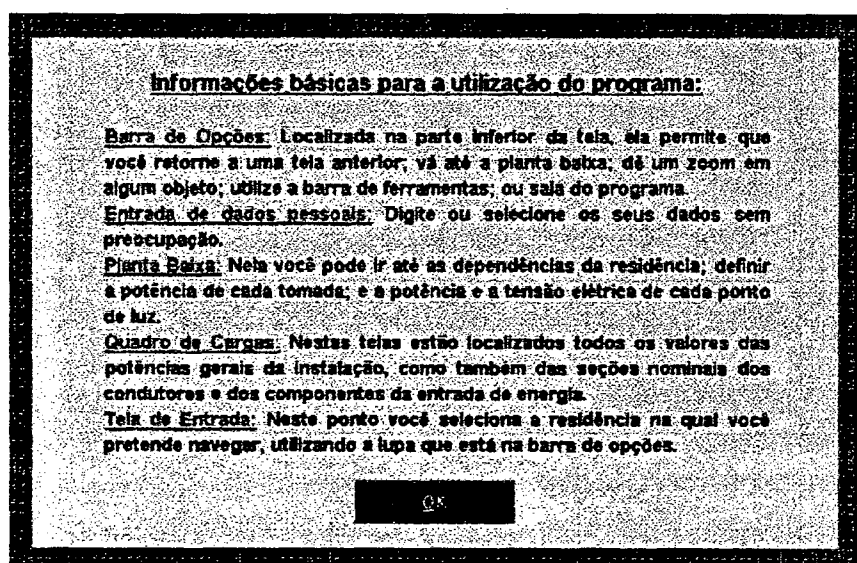 Informações básicas para a utilização do programa:
Barra de Opções: Localizada na parte inferior da tela, ela permite que
você retorne a uma tela anterior; vá até a planta baixa; dê um zoom em
algum objeto; utilize a barra de ferramentas; ou saia do programa.
Entrada de dados pessoais: Digite ou selecione os seus dados sem
preocupação.
Planta Baixa: Nela você pode ir até as dependências da residência; definir
a potência de cada tomada; e a potência e a tensão elétrica de cada ponto
de luz.
Quadro de Cargas: Nestas telas estão localizados todos os valores das
potências gerais da instalação, como também das seções nominais dos
condutores e dos componentes da entrada de energia.
Tela de Entrada: Neste ponto você seleciona a residência na qual você
pretende navegar, utilizando a lupa que está na barra de opções.
OK